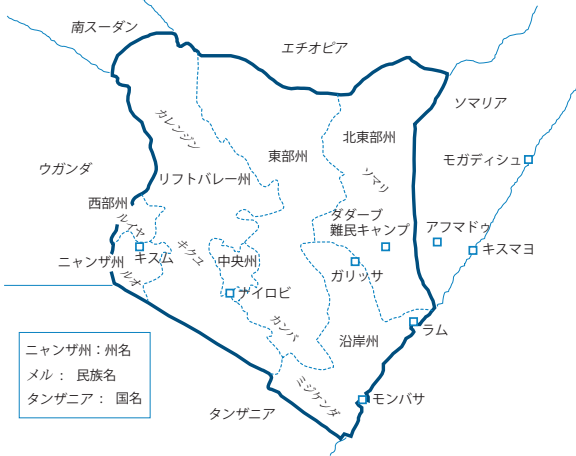 南スーダン
エチオピア
ソマリア
カレンジン
北東部州
東部州
モガディシュ
ウガンダ
リフトバレー州
ソマリ
西部州
ルイヤ
ダダーブ
難民キャンプ
アフマドゥ
キスマヨ
キクユ
キスム
ニャンザ州
中央州
ガリッサ
ルオ
ナイロビ
カンバ
ラム
沿岸州
ニャンザ州：州名
メル： 民族名
タンザニア： 国名
ミジケンダ
モンバサ
タンザニア